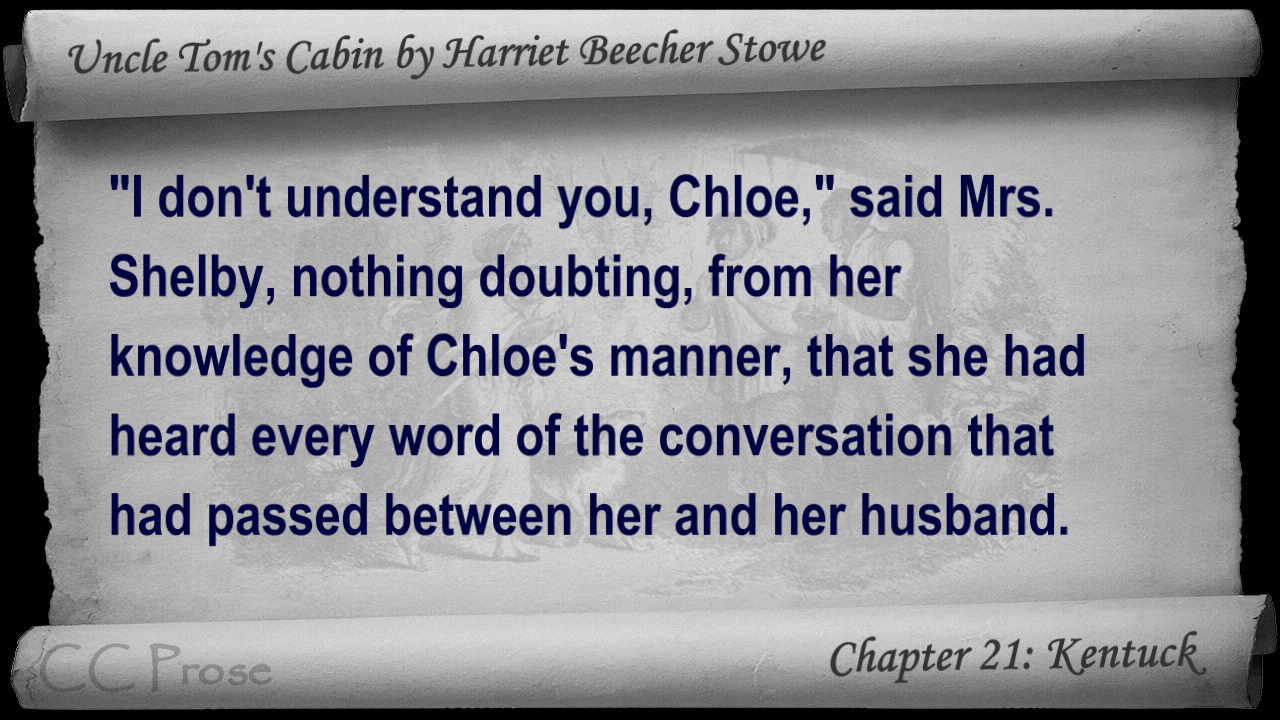 Uncle Tom's Cabin by Harriet Beecher Stowe
"I don't understand you, Chloe," said Mrs.
Shelby, nothing doubting, from her
knowledge of Chloe's manner, that she had
heard every word of the conversation that
had passed between her and her husband.
CC Prose
Chapter 21: Kentuck